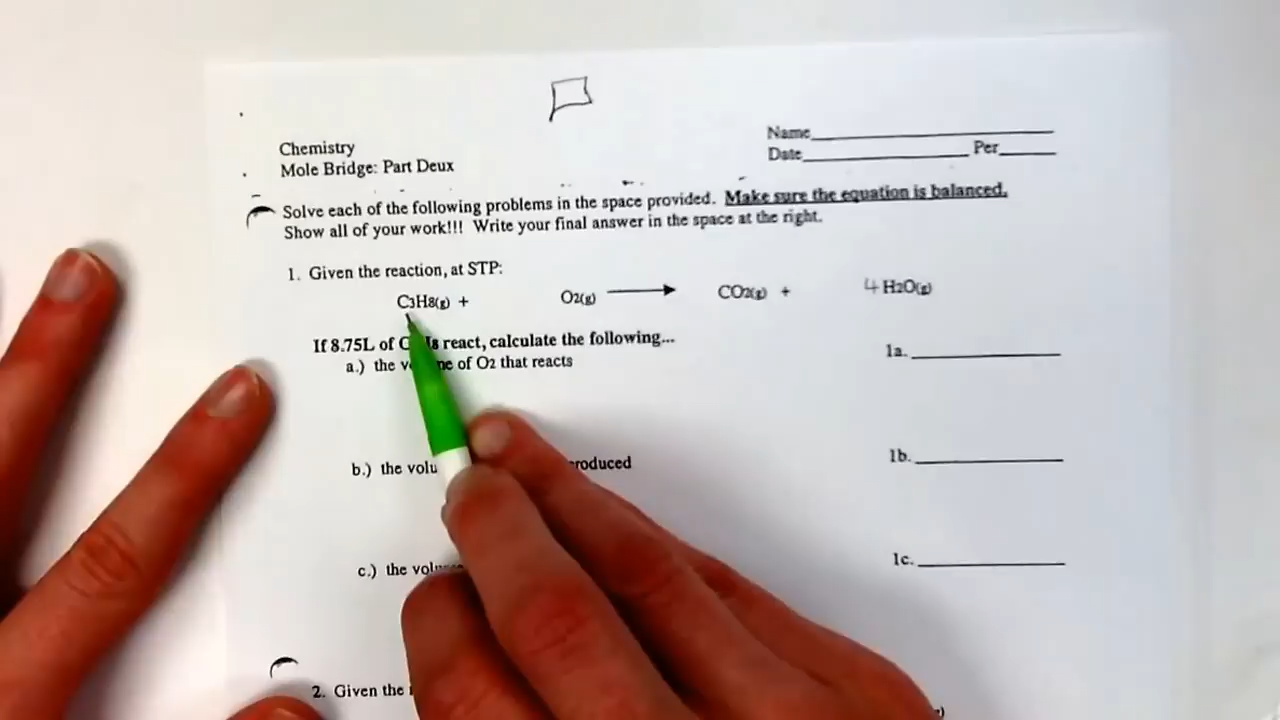 Chemistry
Name
Mole Bridge: Part Deux
Date Per
Solve each of the following problems in the space provided. Make sure the equation is balanced.
Show all of your work!!! Write your final answer in the space at the right.
1. Given the reaction, at STP:
C3H8(g) + O2(g) → CO2(g) + 4 H2O(g)
If 8.75L of react, calculate the following...
a.) the of O2 that reacts
1a.
b.) the
1b.
c.) the
1c.
2. Given the